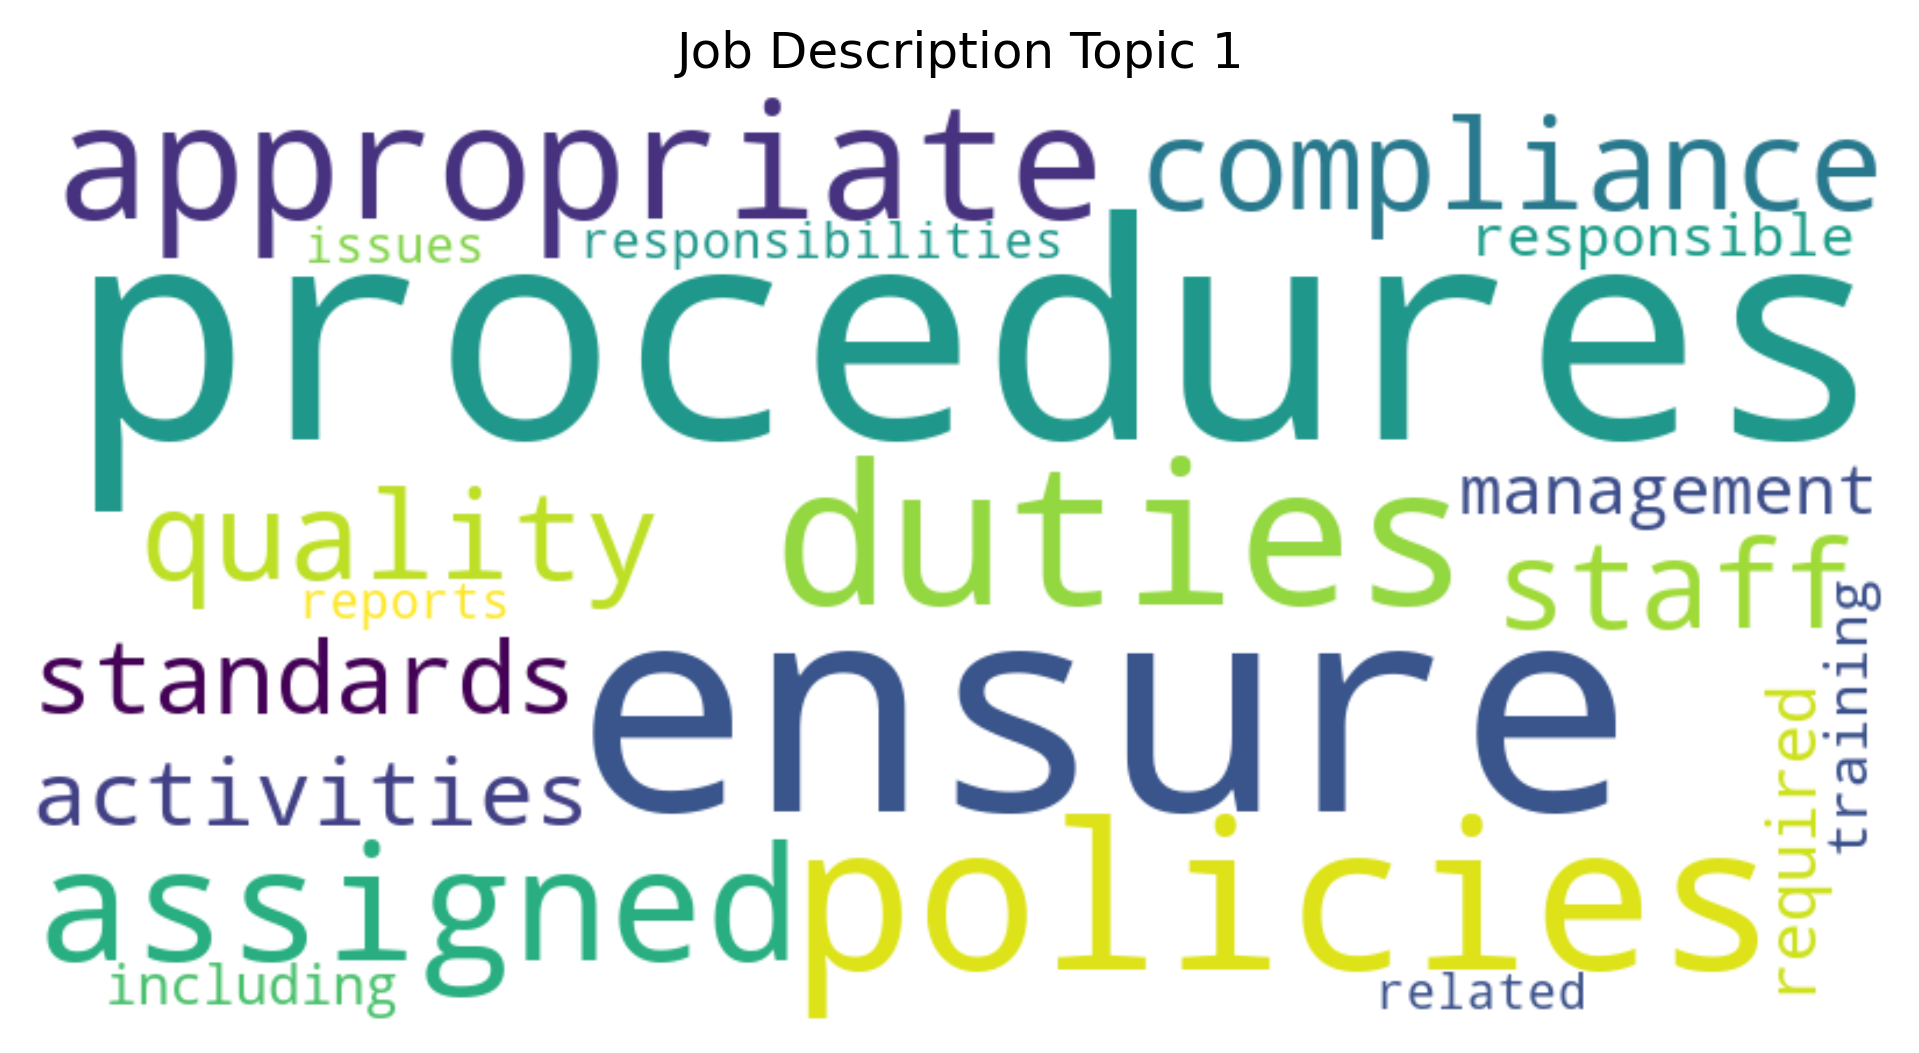 Job Description Topic 1
appropriate compliance
issues responsibilities responsible
procedures
quality duties management
reports staff
standards ensure training
activities required
assigned policies
including related